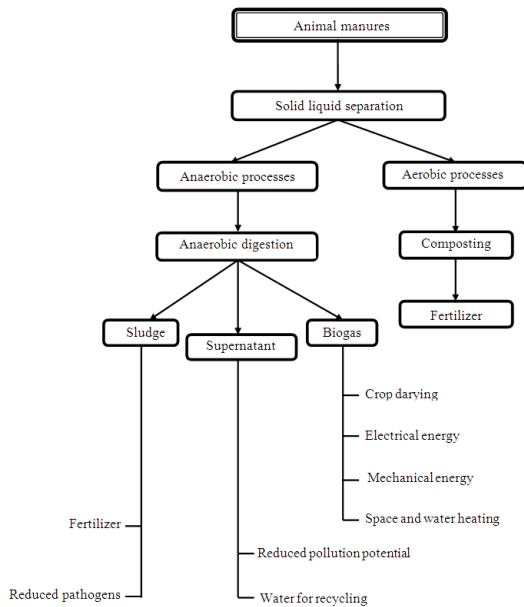 Animal manures
Solid liquid separation
Anaerobic processes
Aerobic processes
Anaerobic digestion
Composting
Fertilizer
Sludge
Supernatant
Biogas
Crop darying
Electrical energy
Mechanical energy
Space and water heating
Fertilizer
Reduced pollution potential
Reduced pathogens
Water for recycling